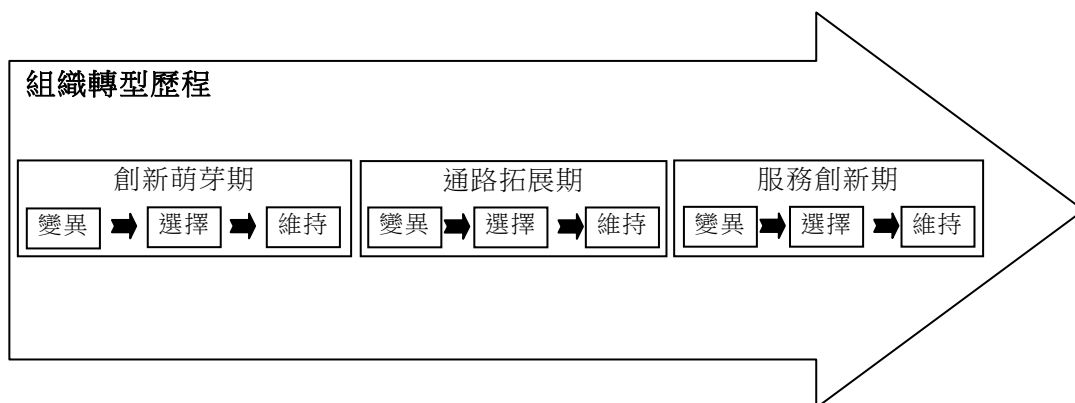 組織轉型歷程
創新萌芽期
變異 選擇 維持
通路拓展期
變異 選擇 維持
服務創新期
變異 選擇 維持